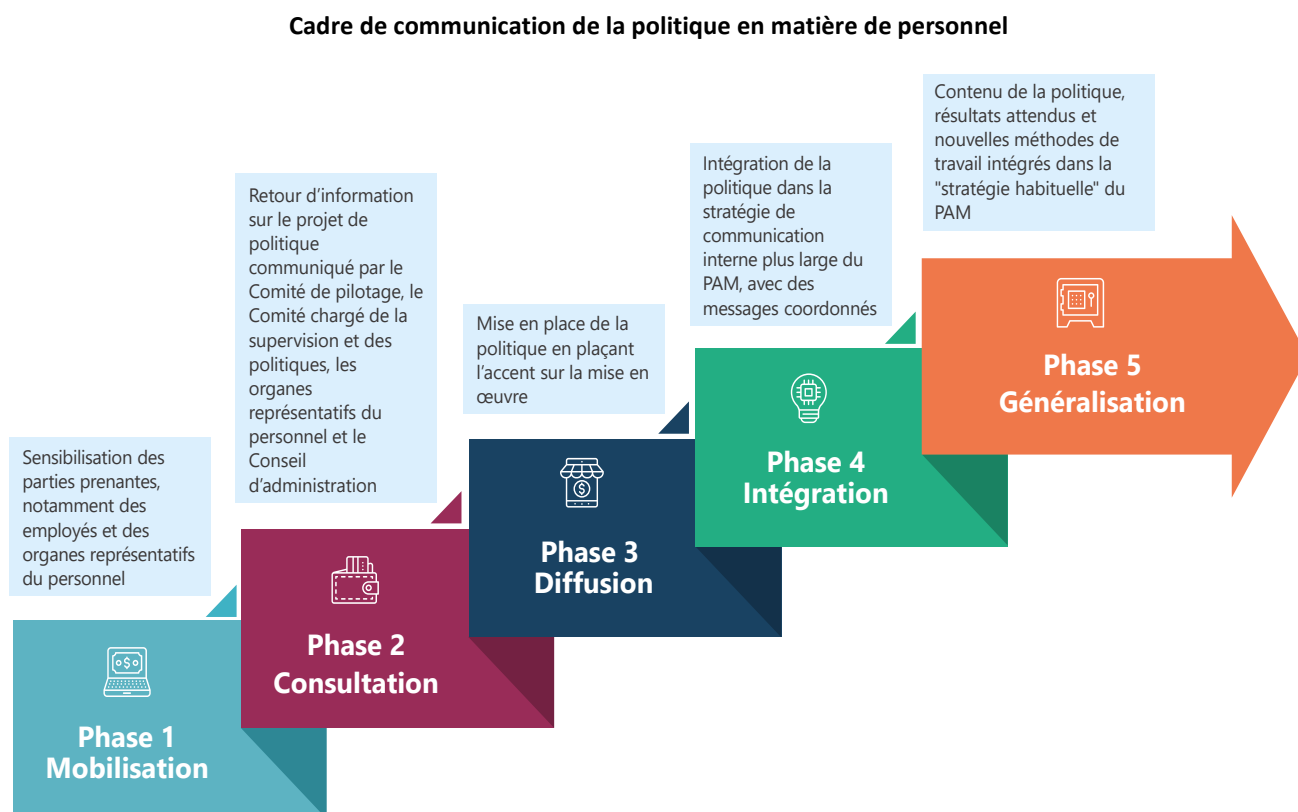 Cadre de communication de la politique en matière de personnel
Sensibilisation des
parties prenantes,
notamment des
employés et des
organes représentatifs
du personnel
Phase 1
Mobilisation
Retour d'information
sur le projet de
politique
communiqué par le
Comité de pilotage, le
Comité chargé de la
supervision et des
politiques, les
organes
représentatifs du
personnel et le
Conseil
d'administration
Phase 2
Consultation
Mise en place de la
politique en plaçant
l'accent sur la mise en
œuvre
Phase 3
Diffusion
Intégration de la
politique dans la
stratégie de
communication
interne plus large du
PAM, avec des
messages coordonnés
Phase 4
Intégration
Contenu de la politique,
résultats attendus et
nouvelles méthodes de
travail intégrés dans la
"stratégie habituelle" du
PAM
Phase 5
Généralisation